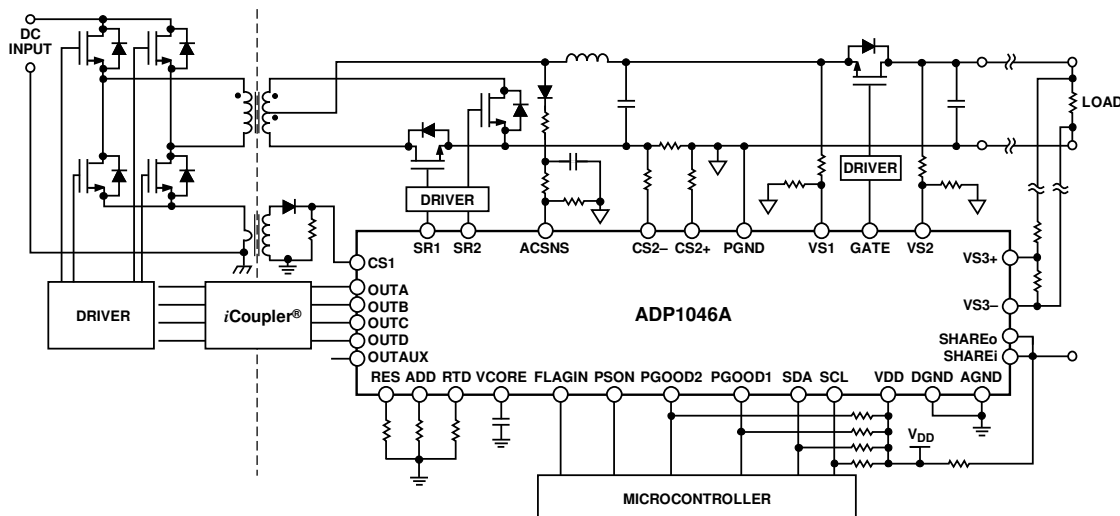 DC
INPUT
LOAD
DRIVER
DRIVER
SR1 SR2 ACSNS CS2– CS2+ PGND VS1 GATE VS2
CS1
VS3+
OUTA
OUTB
OUTC
OUTD
OUTAUX
DRIVER
iCoupler®
ADP1046A
VS3–
SHAREo
SHAREi
RES ADD RTD VCORE FLAGIN PSON PGOOD2 PGOOD1 SDA SCL VDD DGND AGND
VDD
MICROCONTROLLER